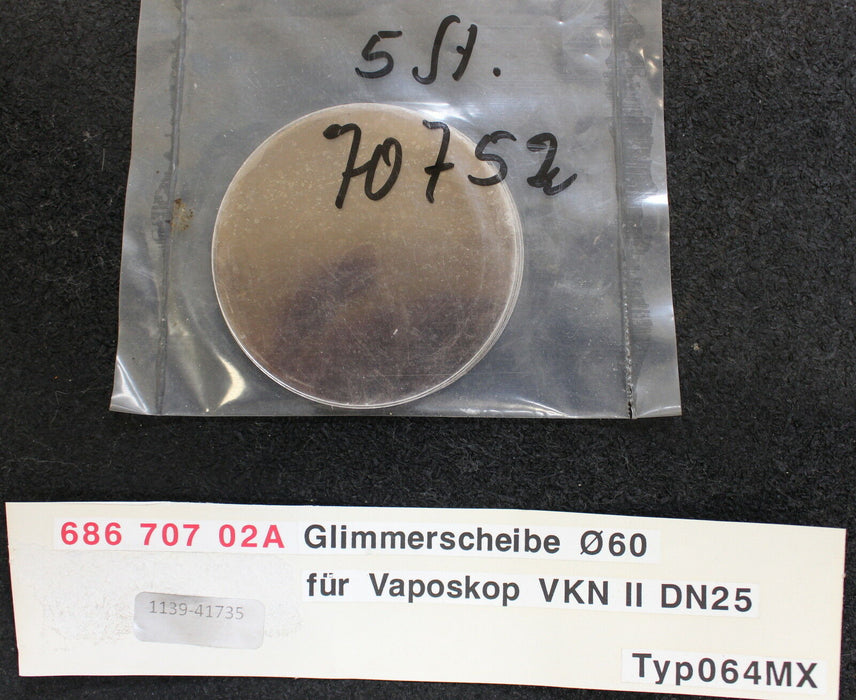 5 St.
70752
686 707 02A Glimmerscheibe Ø60
für Vaposkop VKN II DN25
1139-41735
Typ064MX